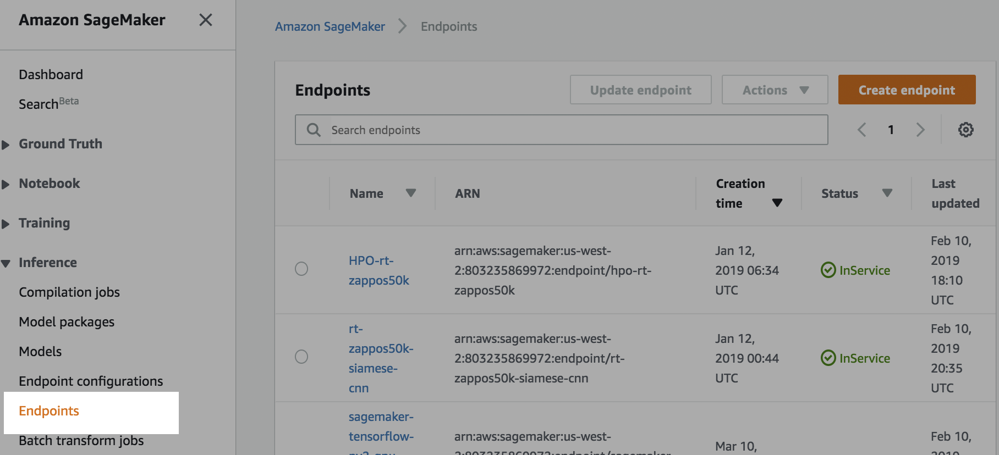 Amazon SageMaker
Dashboard
Search Beta
Ground Truth
Notebook
Training
Inference
Compilation jobs
Model packages
Models
Endpoint configurations
Endpoints
Batch transform jobs
Amazon SageMaker
Endpoints
Endpoints
Update endpoint
Actions
Create endpoint
Search endpoints
1
Name
ARN
Creation
time
Status
Last
updated
HPO-rt-
zappos50k
arn:aws:sagemaker:us-west-
2:803235869972:endpoint/hpo-rt-
zappos50k
Jan 12,
2019 06:34
UTC
InService
Feb 10,
2019
18:10
UTC
rt-
zappos50k-
siamese-
cnn
arn:aws:sagemaker:us-west-
2:803235869972:endpoint/rt-
zappos50k-siamese-cnn
Jan 12,
2019 00:44
UTC
InService
Feb 10,
2019
20:35
UTC
sagemaker-
tensorflow-
arn:aws:sagemaker:us-west-
2:803235869972:endpoint/sagemaker
Mar 10,
Feb 10,
2019